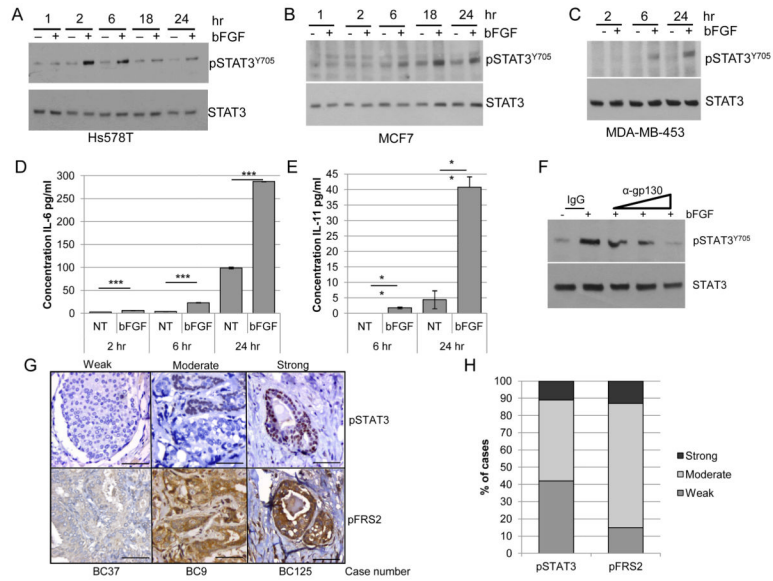 A
1 2 6 18 24 hr
– + – + – + – + – + bFGF
pSTAT3Y705
STAT3
Hs578T
B
1 2 6 18 24 hr
- + - + - + - + - + bFGF
pSTAT3Y705
STAT3
MCF7
C
2 6 24 hr
- + - + - + bFGF
pSTAT3Y705
STAT3
MDA-MB-453
D
Concentration IL-6 pg/ml
300
250
200
150
100
50
0
***
***
***
NT bFGF NT bFGF NT bFGF
2 hr 6 hr 24 hr
E
Concentration IL-11 pg/ml
45
40
35
30
25
20
15
10
5
0
*
*
*
*
NT bFGF NT bFGF
6 hr 24 hr
F
IgG α-gp130
- + + + + bFGF
pSTAT3Y705
STAT3
G
Weak Moderate Strong
pSTAT3
pFRS2
BC37 BC9 BC125 Case number
H
% of cases
100
90
80
70
60
50
40
30
20
10
0
pSTAT3 pFRS2
Strong
Moderate
Weak